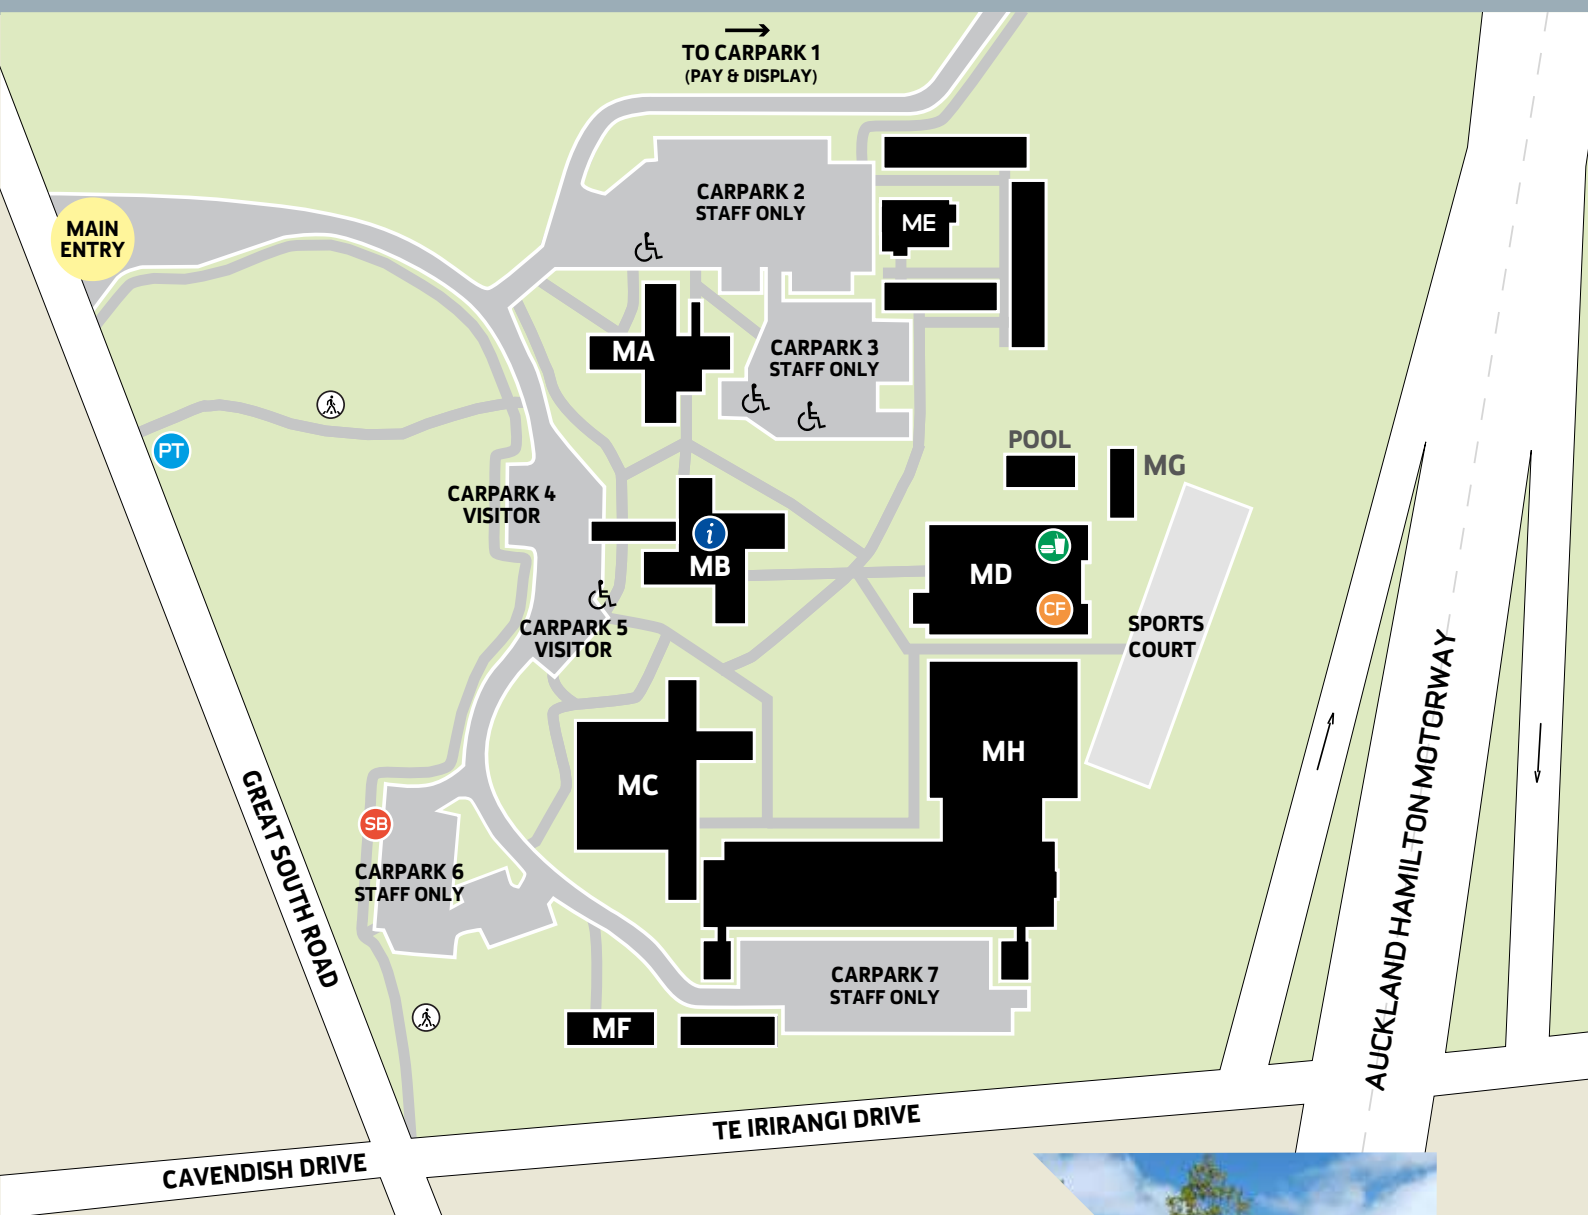 TO CARPARK 1
(PAY & DISPLAY)
CARPARK 2
STAFF ONLY
MAIN
ENTRY
ME
MA
CARPARK 3
STAFF ONLY
PT
POOL
MG
CARPARK 4
VISITOR
i
MB
MD
CF
CARPARK 5
VISITOR
SPORTS
COURT
MH
MC
SB
CARPARK 6
STAFF ONLY
GREAT SOUTH ROAD
AUCKLAND HAMILTON MOTORWAY
CARPARK 7
STAFF ONLY
MF
TE IRIRANGI DRIVE
CAVENDISH DRIVE